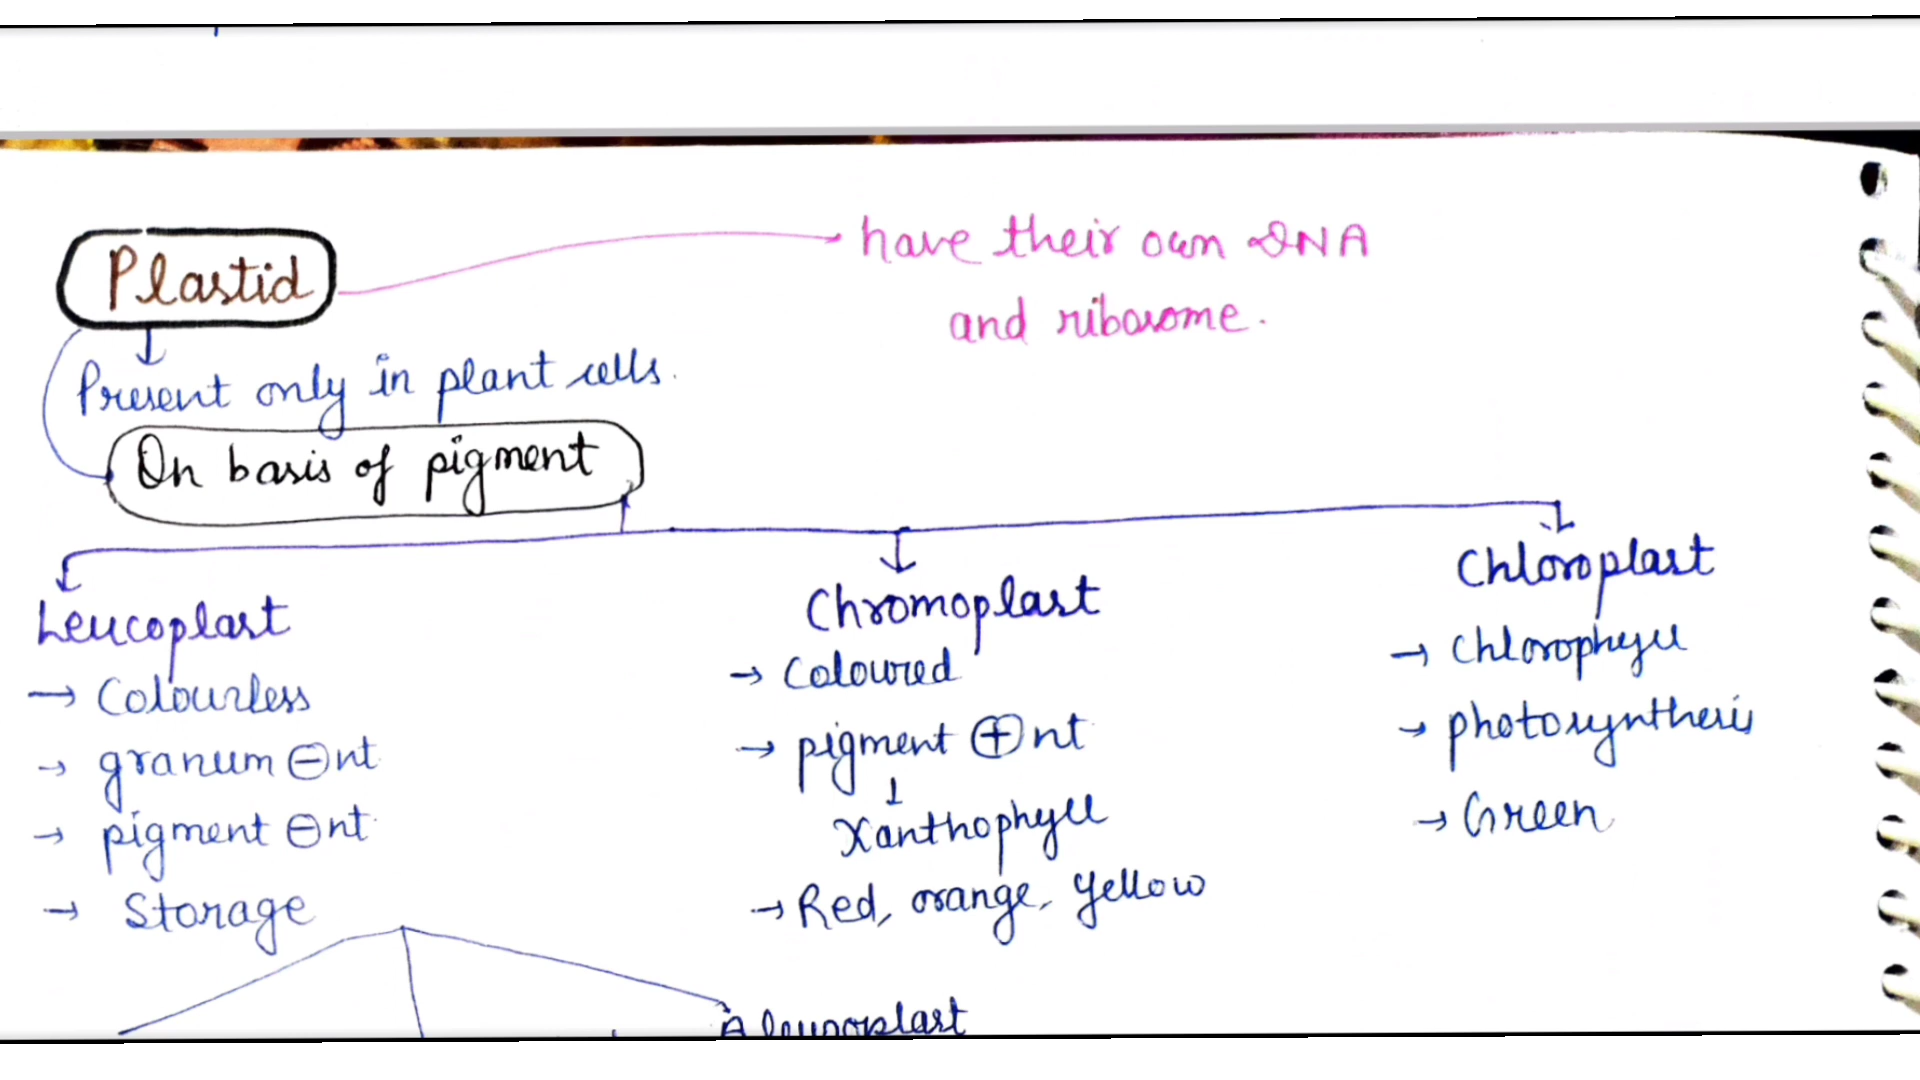 Plastid
have their own DNA
and ribosome.
Present only in plant cells.
On basis of pigment
Leucoplast
→ Colourless
→ granum ⊖nt
→ pigment ⊖nt
→ Storage
Chromoplast
→ Coloured
→ pigment ⊕nt
Xanthophyll
→ Red, orange, yellow
Chloroplast
→ Chlorophyll
→ photosynthesis
→ Green